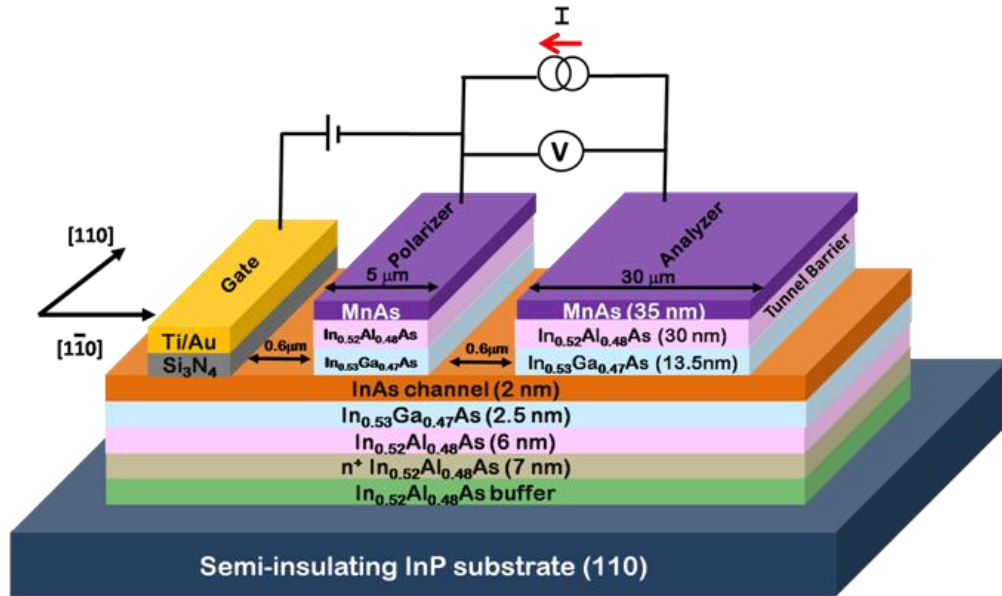 I
V
[110]
[11̅0]
Gate
Polarizer
Analyzer
5 μm
30 μm
Tunnel Barrier
MnAs
MnAs (35 nm)
Ti/Au
In₀.₅₂Al₀.₄₈As
In₀.₅₂Al₀.₄₈As (30 nm)
Si₃N₄
0.6μm
In₀.₅₃Ga₀.₄₇As
0.6μm
In₀.₅₃Ga₀.₄₇As (13.5nm)
InAs channel (2 nm)
In₀.₅₃Ga₀.₄₇As (2.5 nm)
In₀.₅₂Al₀.₄₈As (6 nm)
n⁺ In₀.₅₂Al₀.₄₈As (7 nm)
In₀.₅₂Al₀.₄₈As buffer
Semi-insulating InP substrate (110)